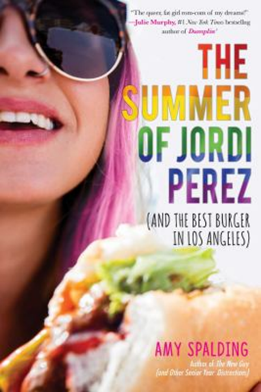 "The queer, fat girl rom-com of my dreams!"
—Julie Murphy, #1 New York Times bestselling
author of Dumplin'
THE
SUMMER
OF JORDI
PEREZ
(AND THE BEST BURGER
IN LOS ANGELES)
AMY SPALDING
Author of The New Guy
(and Other Senior Year Distractions)